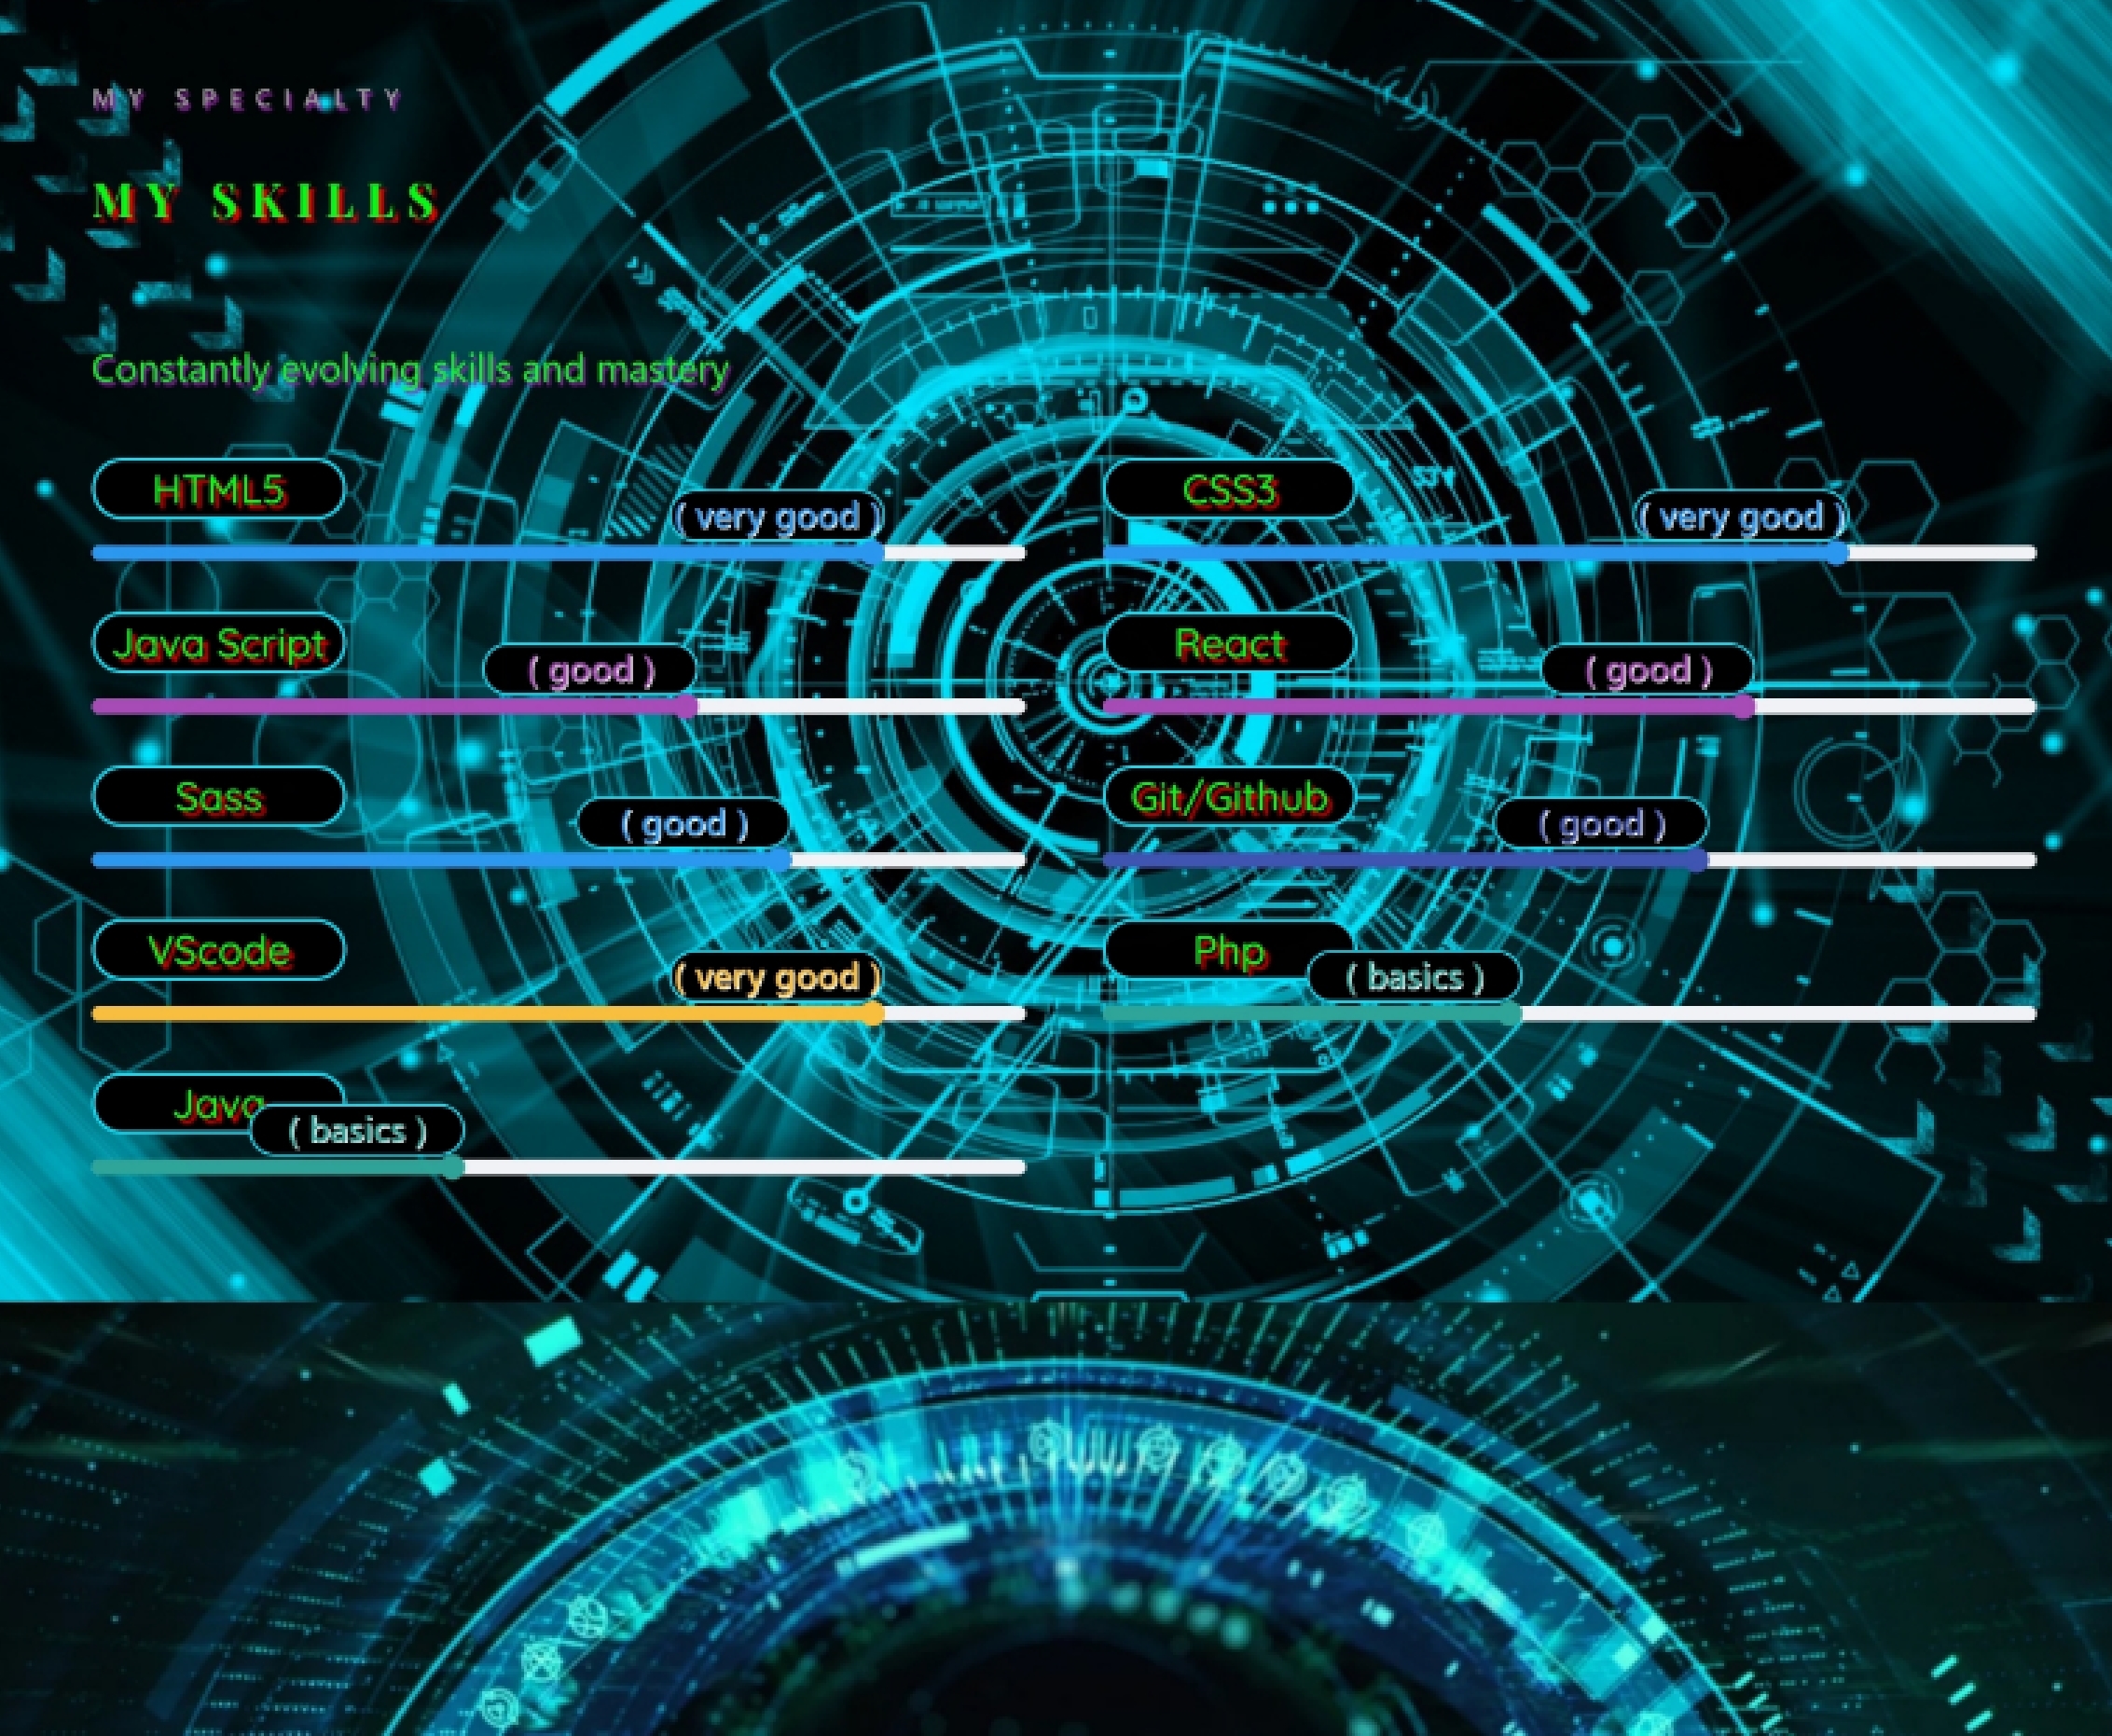 MY SPECIALTY
MY SKILLS
Constantly evolving skills and mastery
HTML5
( very good )
CSS3
( very good )
Java Script
( good )
React
( good )
Sass
( good )
Git/Github
( good )
VScode
( very good )
Php
( basics )
Java
( basics )